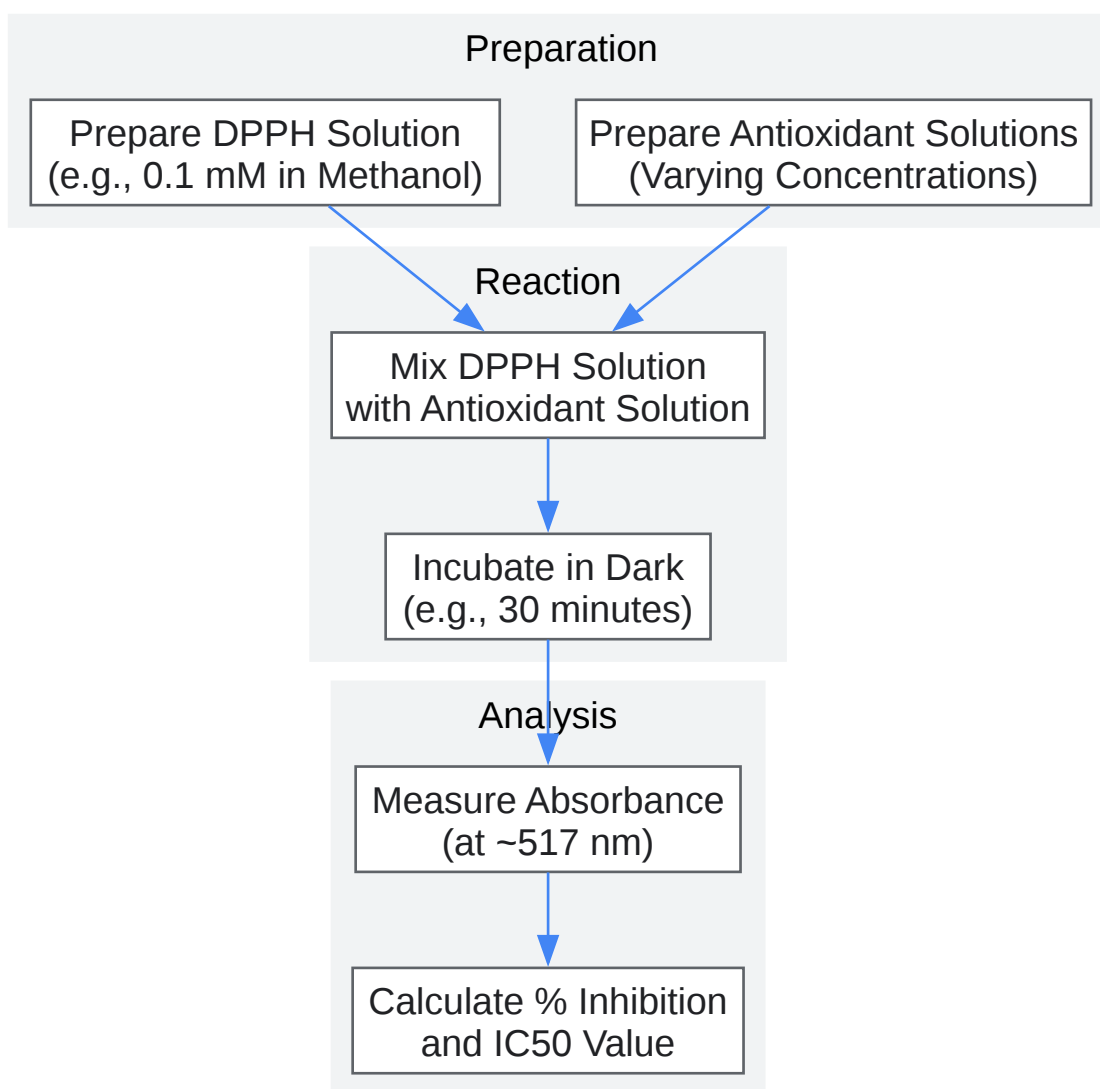 Preparation
Prepare DPPH Solution
(e.g., 0.1 mM in Methanol)
Prepare Antioxidant Solutions
(Varying Concentrations)
Reaction
Mix DPPH Solution
with Antioxidant Solution
Incubate in Dark
(e.g., 30 minutes)
Analysis
Measure Absorbance
(at ~517 nm)
Calculate % Inhibition
and IC50 Value